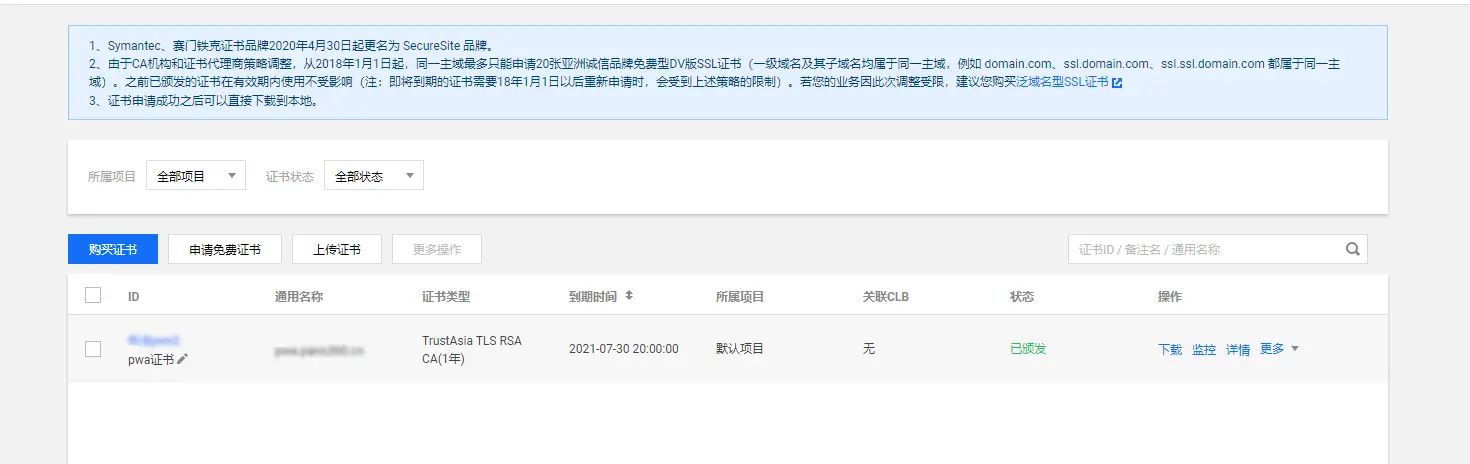 1、Symantec、赛门铁克证书品牌2020年4月30日起更名为 SecureSite 品牌。
2、由于CA机构和证书代理商策略调整，从2018年1月1日起，同一主域最多只能申请20张亚洲诚信品牌免费型DV版SSL证书（一级域名及其子域名均属于同一主域，例如 domain.com、ssl.domain.com、ssl.ssl.domain.com 都属于同一主
域）。之前已颁发的证书在有效期内使用不受影响（注：即将到期的证书需要18年1月1日以后重新申请时，会受到上述策略的限制）。若您的业务因此次调整受限，建议您购买泛域名型SSL证书
3、证书申请成功之后可以直接下载到本地。
所属项目 全部项目 证书状态 全部状态
购买证书 申请免费证书 上传证书 更多操作 证书ID / 备注名 / 通用名称
ID 通用名称 证书类型 到期时间 所属项目 关联CLB 状态 操作
TrustAsia TLS RSA
2021-07-30 20:00:00 默认项目 无 已颁发 下载 监控 详情 更多
pwa证书 CA(1年)